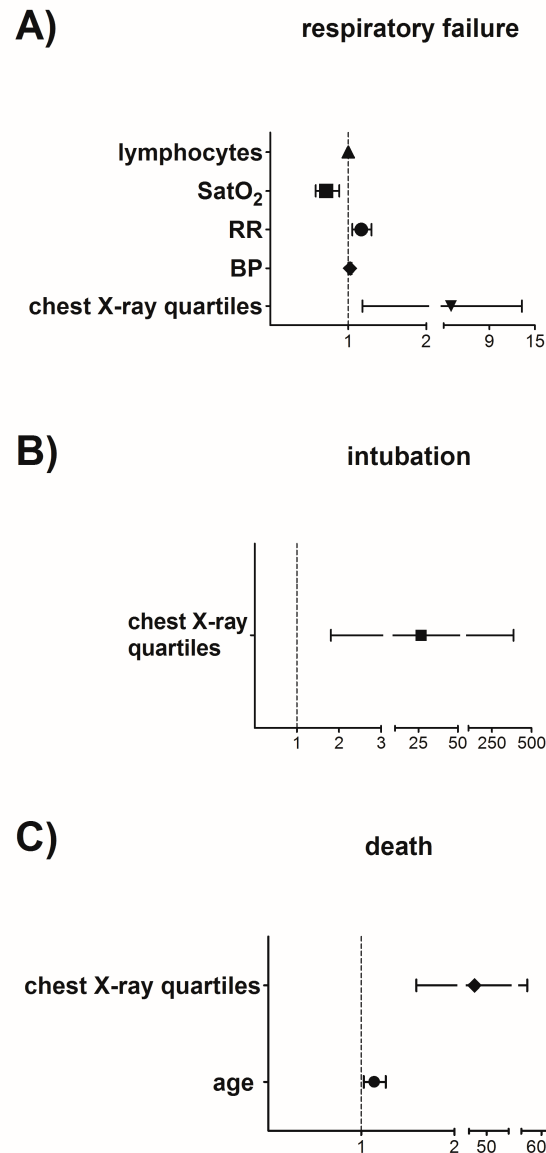 A)
respiratory failure
lymphocytes
SatO₂
RR
BP
chest X-ray quartiles
1 2 9 15
B)
intubation
chest X-ray
quartiles
1 2 3 25 50 250 500
C)
death
chest X-ray quartiles
age
1 2 50 60